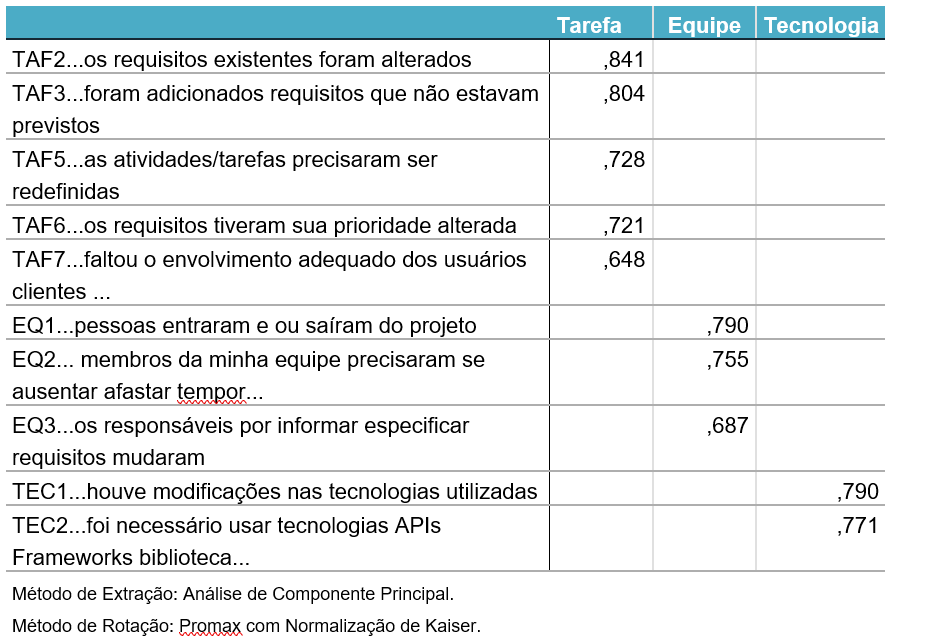 Tarefa Equipe Tecnologia
TAF2...os requisitos existentes foram alterados ,841
TAF3...foram adicionados requisitos que não estavam ,804
previstos
TAF5...as atividades/tarefas precisaram ser ,728
redefinidas
TAF6...os requisitos tiveram sua prioridade alterada ,721
TAF7...faltou o envolvimento adequado dos usuários ,648
clientes ...
EQ1...pessoas entraram e ou saíram do projeto ,790
EQ2... membros da minha equipe precisaram se ,755
ausentar afastar tempor...
EQ3...os responsáveis por informar especificar ,687
requisitos mudaram
TEC1...houve modificações nas tecnologias utilizadas ,790
TEC2...foi necessário usar tecnologias APIs ,771
Frameworks biblioteca...
Método de Extração: Análise de Componente Principal.
Método de Rotação: Promax com Normalização de Kaiser.